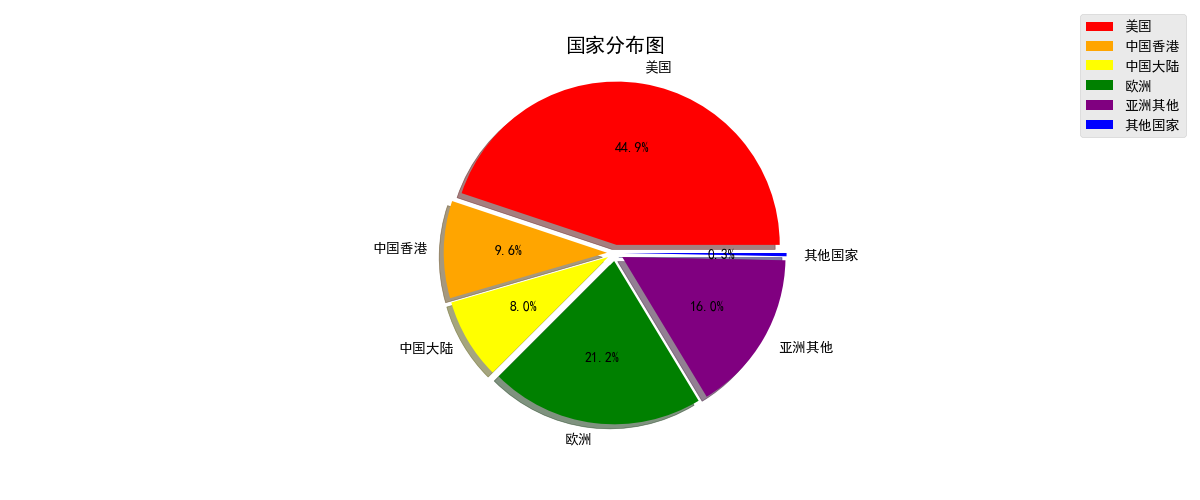 国家分布图
美国
44.9%
中国香港
9.6%
中国大陆
8.0%
欧洲
21.2%
亚洲其他
16.0%
其他国家
0.3%
美国
中国香港
中国大陆
欧洲
亚洲其他
其他国家